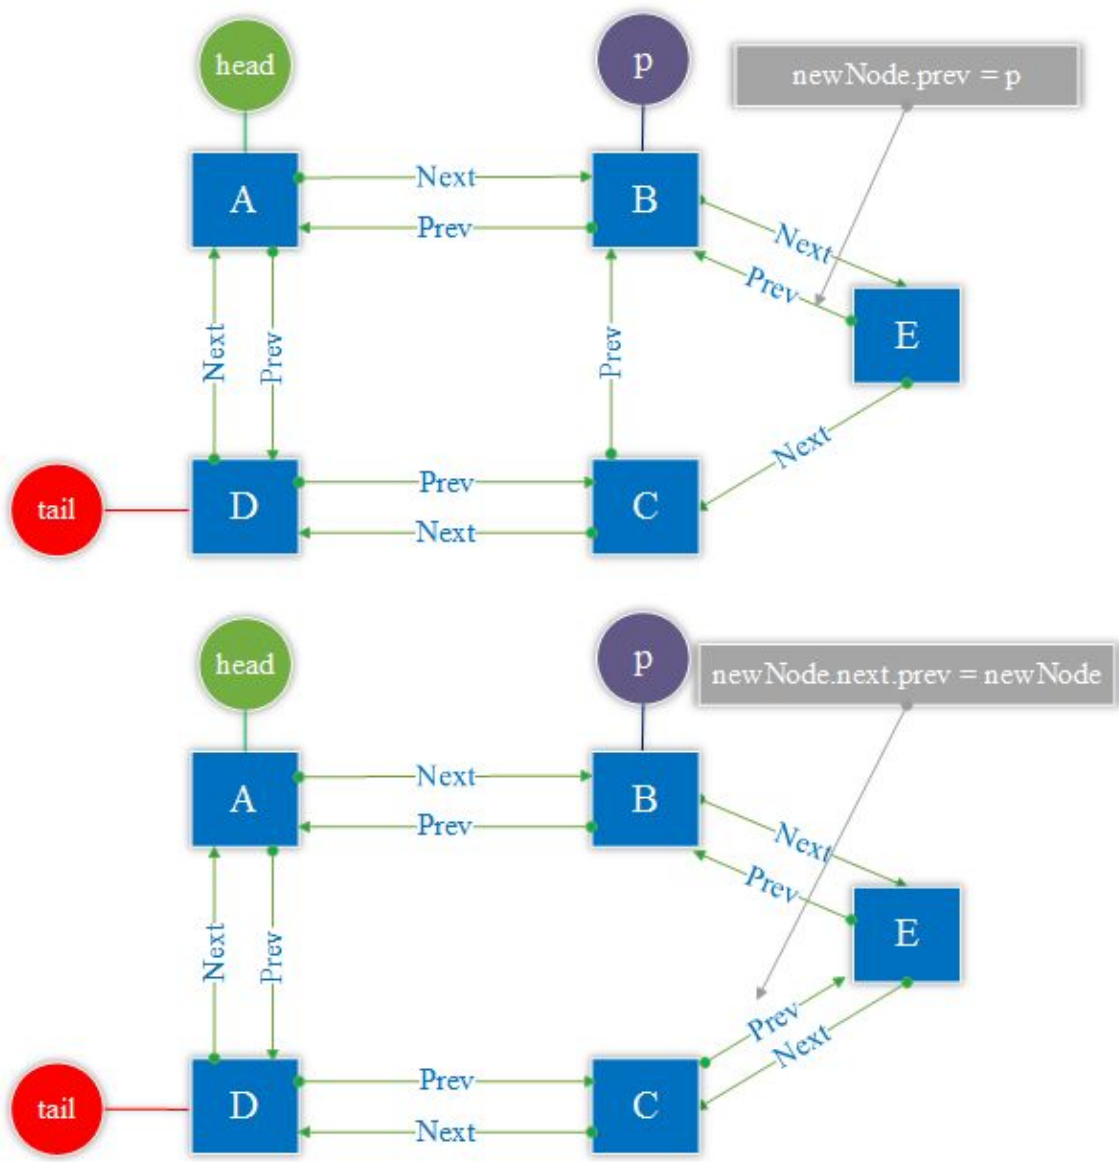 head
p
newNode.prev = p
A
Next
B
Prev
Next
Prev
E
Next
Prev
Prev
Next
tail
D
Prev
C
Next
head
p
newNode.next.prev = newNode
A
Next
B
Prev
Next
Prev
E
Next
Prev
Prev
Next
tail
D
Prev
C
Next